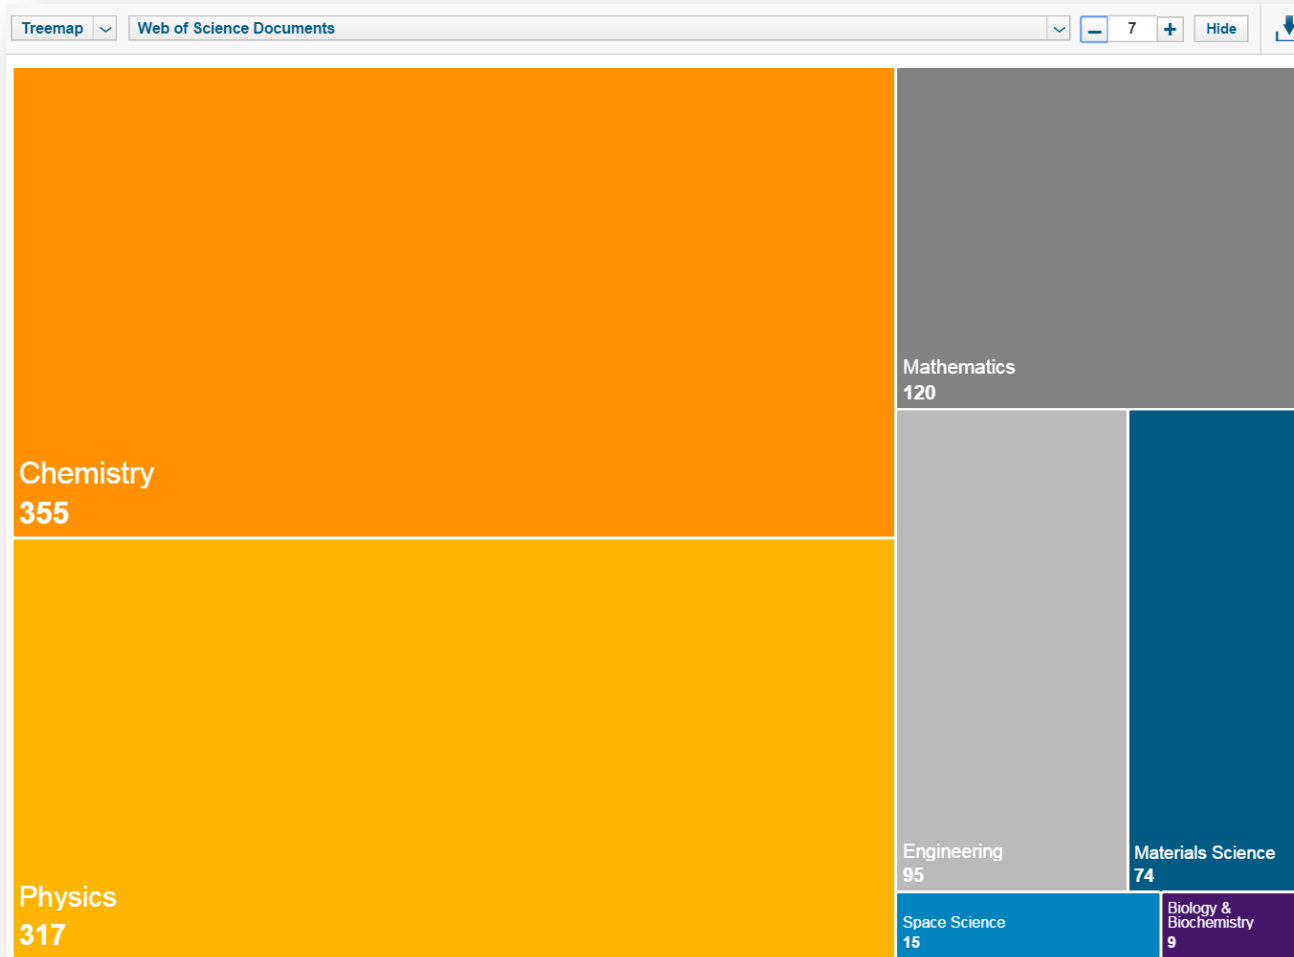 Treemap
Web of Science Documents
7
Hide
Chemistry
355
Physics
317
Mathematics
120
Engineering
95
Materials Science
74
Space Science
15
Biology &
Biochemistry
9